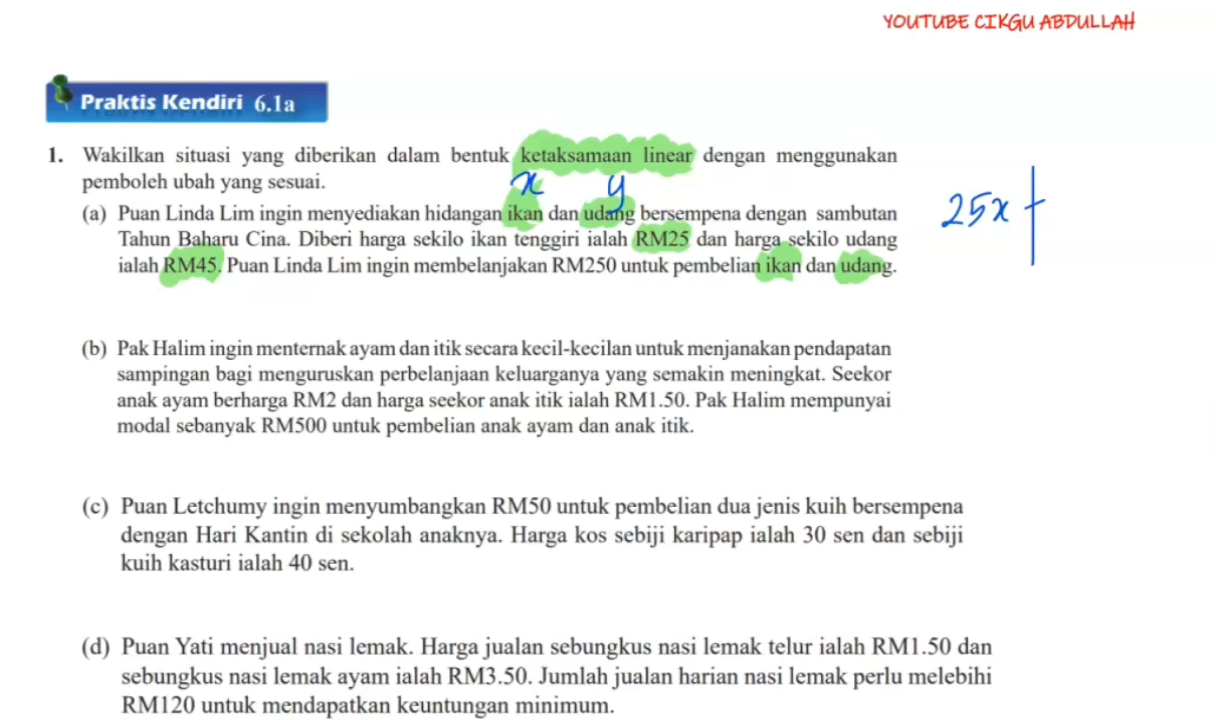 YOUTUBE CIKGU ABDULLAH
Praktis Kendiri 6.1a
1. Wakilkan situasi yang diberikan dalam bentuk ketaksamaan linear dengan menggunakan
pemboleh ubah yang sesuai.
x y
(a) Puan Linda Lim ingin menyediakan hidangan ikan dan udang bersempena dengan sambutan
25x +
Tahun Baharu Cina. Diberi harga sekilo ikan tenggiri ialah RM25 dan harga sekilo udang
ialah RM45. Puan Linda Lim ingin membelanjakan RM250 untuk pembelian ikan dan udang.
(b) Pak Halim ingin menternak ayam dan itik secara kecil-kecilan untuk menjanakan pendapatan
sampingan bagi menguruskan perbelanjaan keluarganya yang semakin meningkat. Seekor
anak ayam berharga RM2 dan harga seekor anak itik ialah RM1.50. Pak Halim mempunyai
modal sebanyak RM500 untuk pembelian anak ayam dan anak itik.
(c) Puan Letchumy ingin menyumbangkan RM50 untuk pembelian dua jenis kuih bersempena
dengan Hari Kantin di sekolah anaknya. Harga kos sebiji karipap ialah 30 sen dan sebiji
kuih kasturi ialah 40 sen.
(d) Puan Yati menjual nasi lemak. Harga jualan sebungkus nasi lemak telur ialah RM1.50 dan
sebungkus nasi lemak ayam ialah RM3.50. Jumlah jualan harian nasi lemak perlu melebihi
RM120 untuk mendapatkan keuntungan minimum.